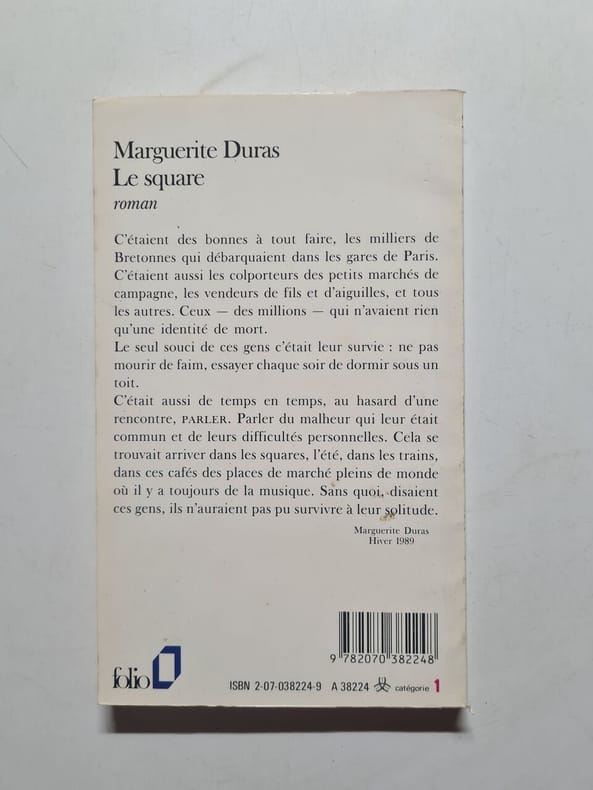 Marguerite Duras
Le square
roman
C'étaient des bonnes à tout faire, les milliers de
Bretonnes qui débarquaient dans les gares de Paris.
C'étaient aussi les colporteurs des petits marchés de
campagne, les vendeurs de fils et d'aiguilles, et tous
les autres. Ceux — des millions — qui n'avaient rien
qu'une identité de mort.
Le seul souci de ces gens c'était leur survie : ne pas
mourir de faim, essayer chaque soir de dormir sous un
toit.
C'était aussi de temps en temps, au hasard d'une
rencontre, PARLER. Parler du malheur qui leur était
commun et de leurs difficultés personnelles. Cela se
trouvait arriver dans les squares, l'été, dans les trains,
dans ces cafés des places de marché pleins de monde
où il y a toujours de la musique. Sans quoi, disaient
ces gens, ils n'auraient pas pu survivre à leur solitude.
Marguerite Duras
Hiver 1989
9 782070 382248
folio
ISBN 2-07-038224-9 A 38224 catégorie 1